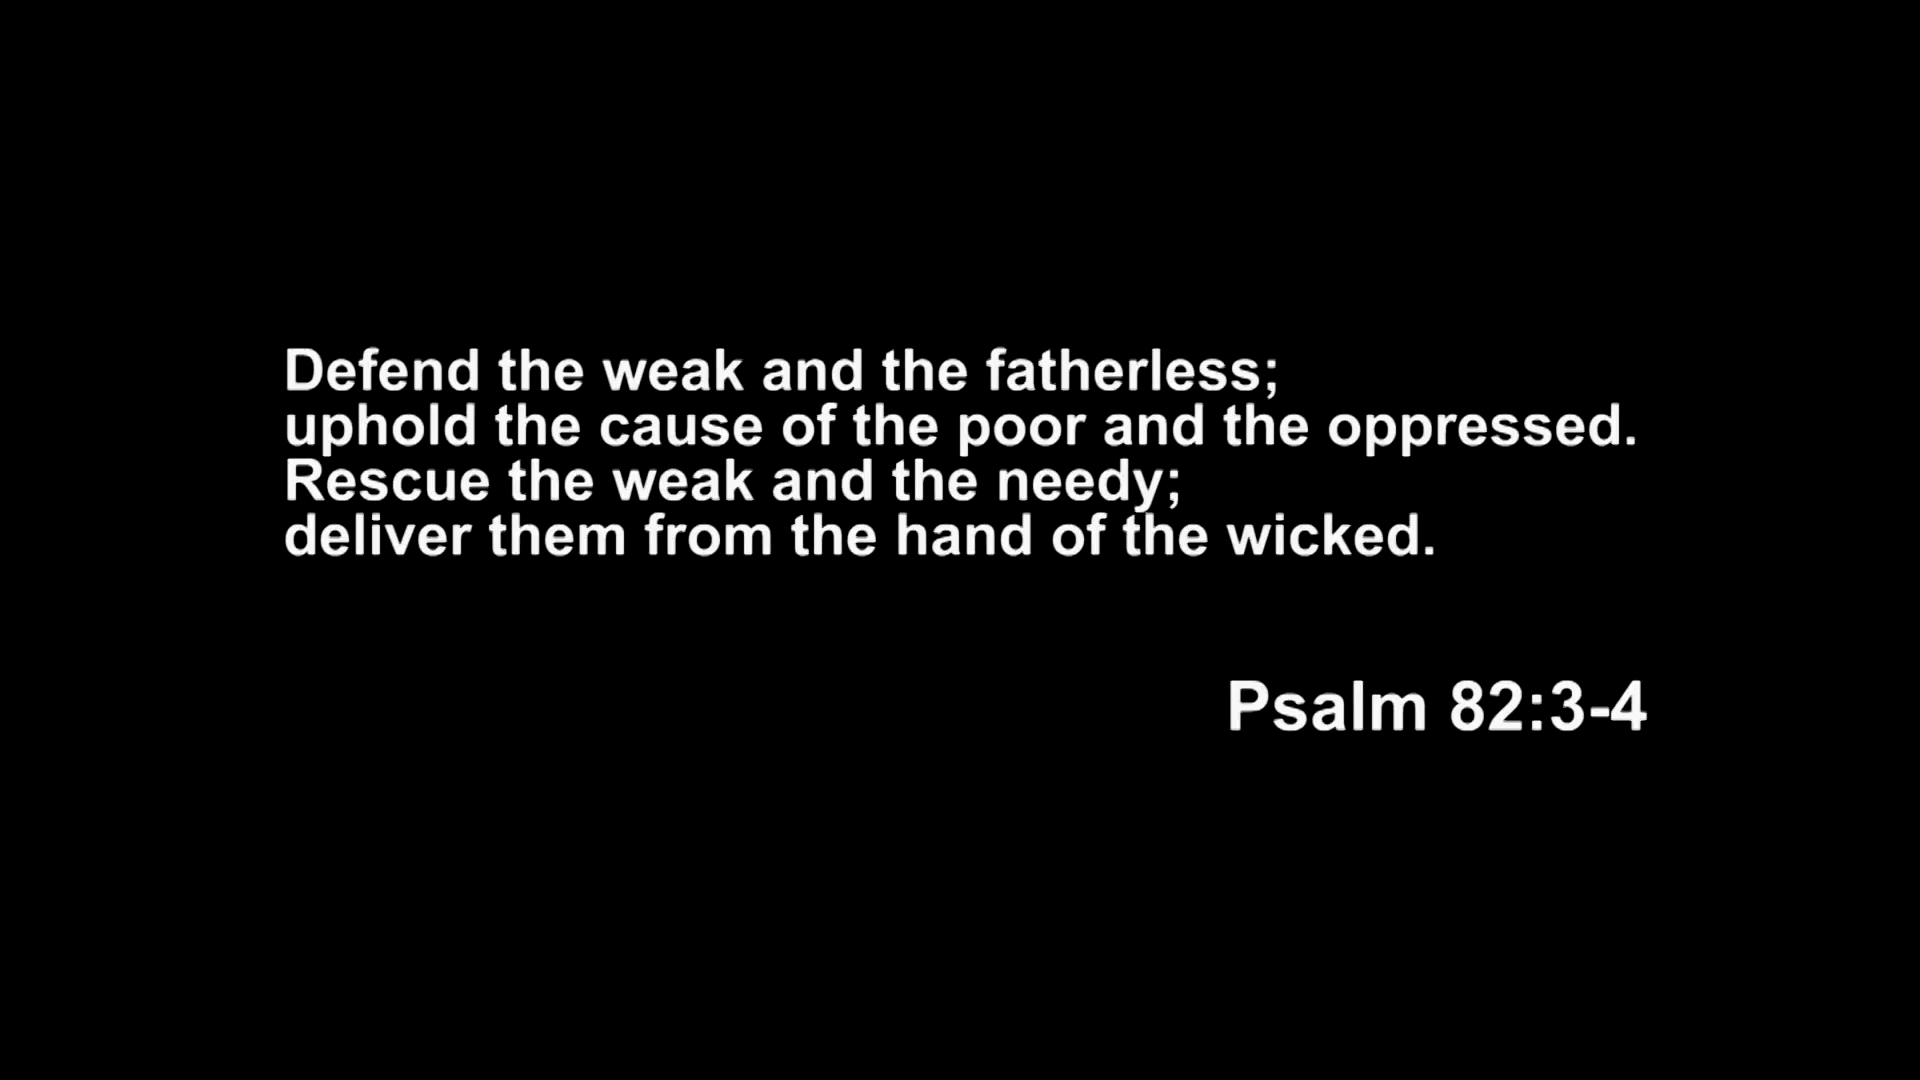 Defend the weak and the fatherless;
uphold the cause of the poor and the oppressed.
Rescue the weak and the needy;
deliver them from the hand of the wicked.
Psalm 82:3-4